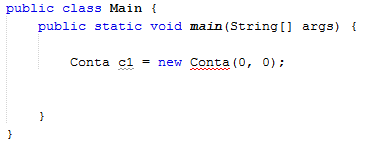 public class Main {
public static void main(String[] args) {
Conta c1 = new Conta(0, 0);
}
}